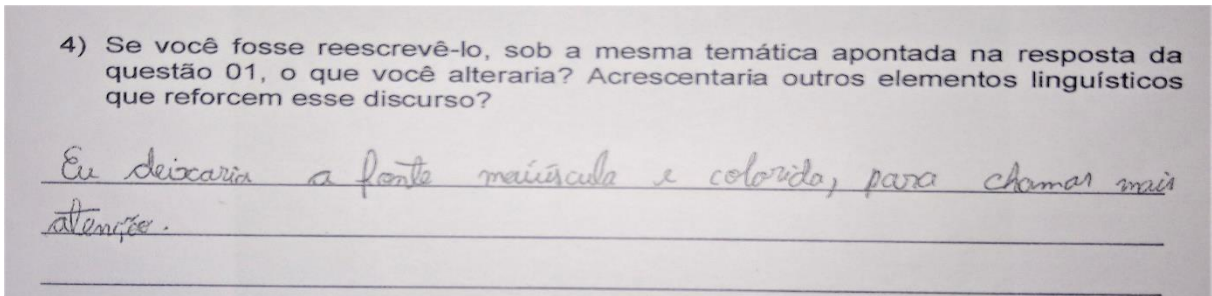 4) Se você fosse reescrevê-lo, sob a mesma temática apontada na resposta da
questão 01, o que você alteraria? Acrescentaria outros elementos linguísticos
que reforcem esse discurso?
Eu deixaria a fonte maiúscula e colorida, para chamar mais
atenção.